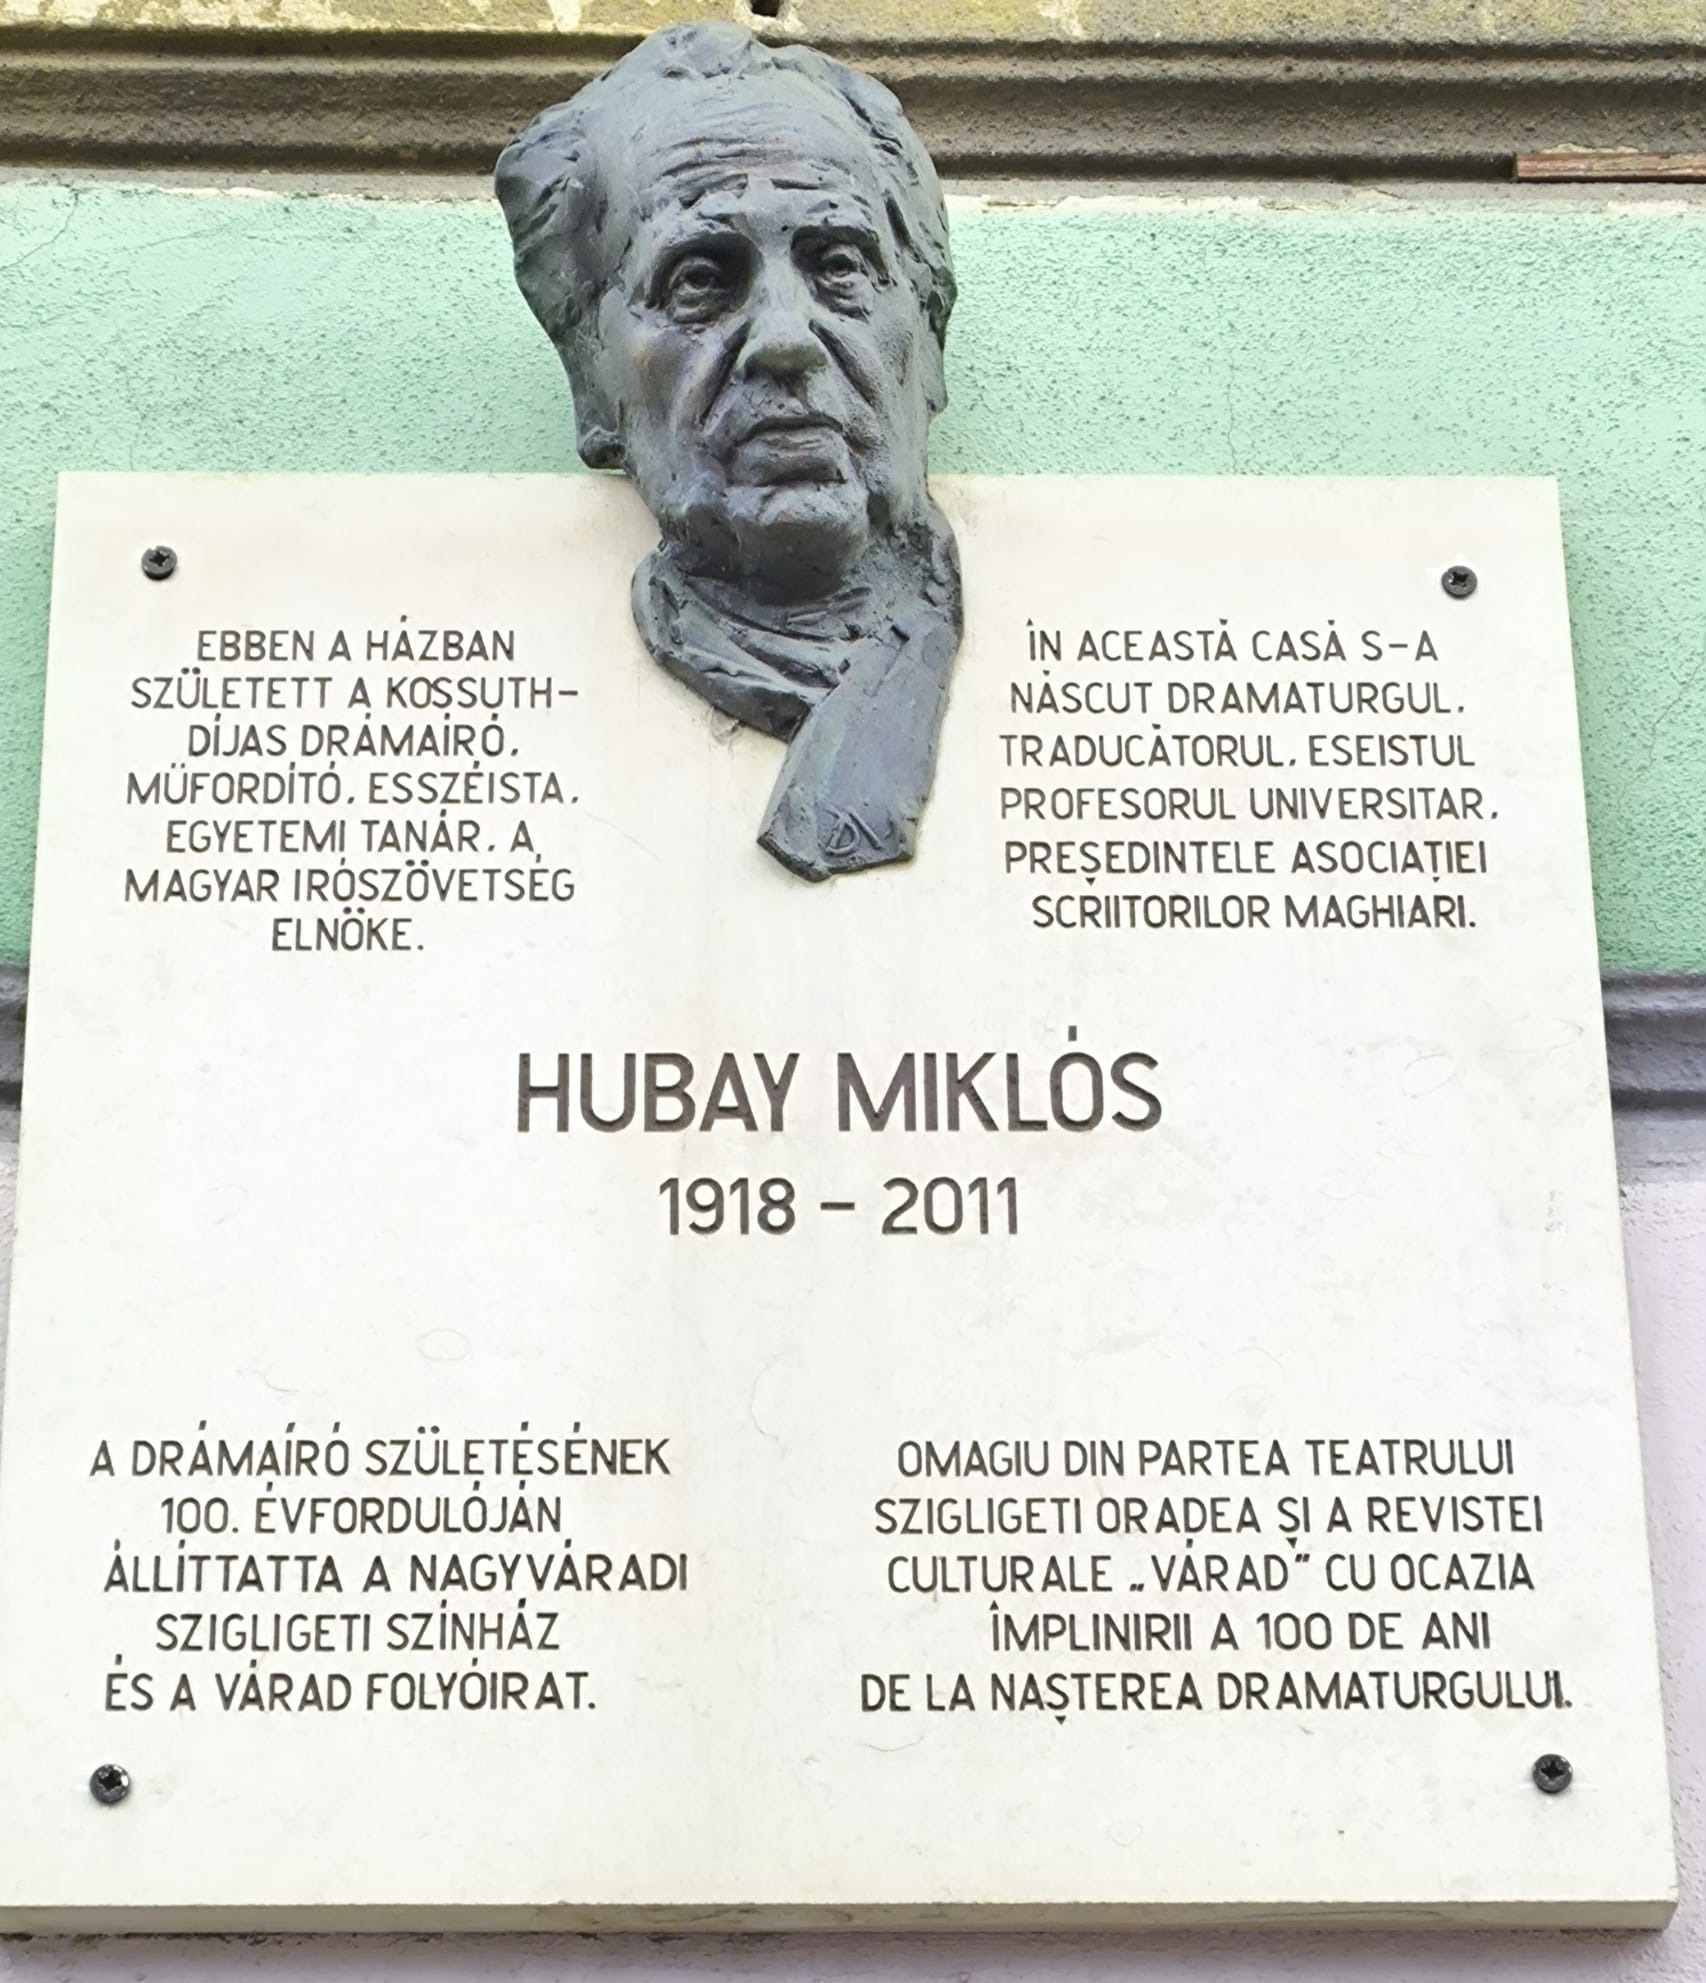 EBBEN A HÁZBAN
SZÜLETETT A KOSSUTH-
DÍJAS DRÁMAÍRÓ,
MŰFORDÍTÓ, ESSZÉISTA,
EGYETEMI TANÁR, A
MAGYAR IRÓSZÖVETSÉG
ELNÖKE.
ÎN ACEASTĂ CASĂ S-A
NĂSCUT DRAMATURGUL,
TRADUCĂTORUL, ESEISTUL
PROFESORUL UNIVERSITAR,
PREȘEDINTELE ASOCIAȚIEI
SCRIITORILOR MAGHIARI.
DV
HUBAY MIKLÓS
1918 - 2011
A DRÁMAÍRÓ SZÜLETÉSÉNEK
100. ÉVFORDULÓJÁN
ÁLLÍTTATTA A NAGYVÁRADI
SZIGLIGETI SZÍNHÁZ
ÉS A VÁRAD FOLYÓIRAT.
OMAGIU DIN PARTEA TEATRULUI
SZIGLIGETI ORADEA ȘI A REVISTEI
CULTURALE „VÁRAD" CU OCAZIA
ÎMPLINIRII A 100 DE ANI
DE LA NAȘTEREA DRAMATURGULUI.